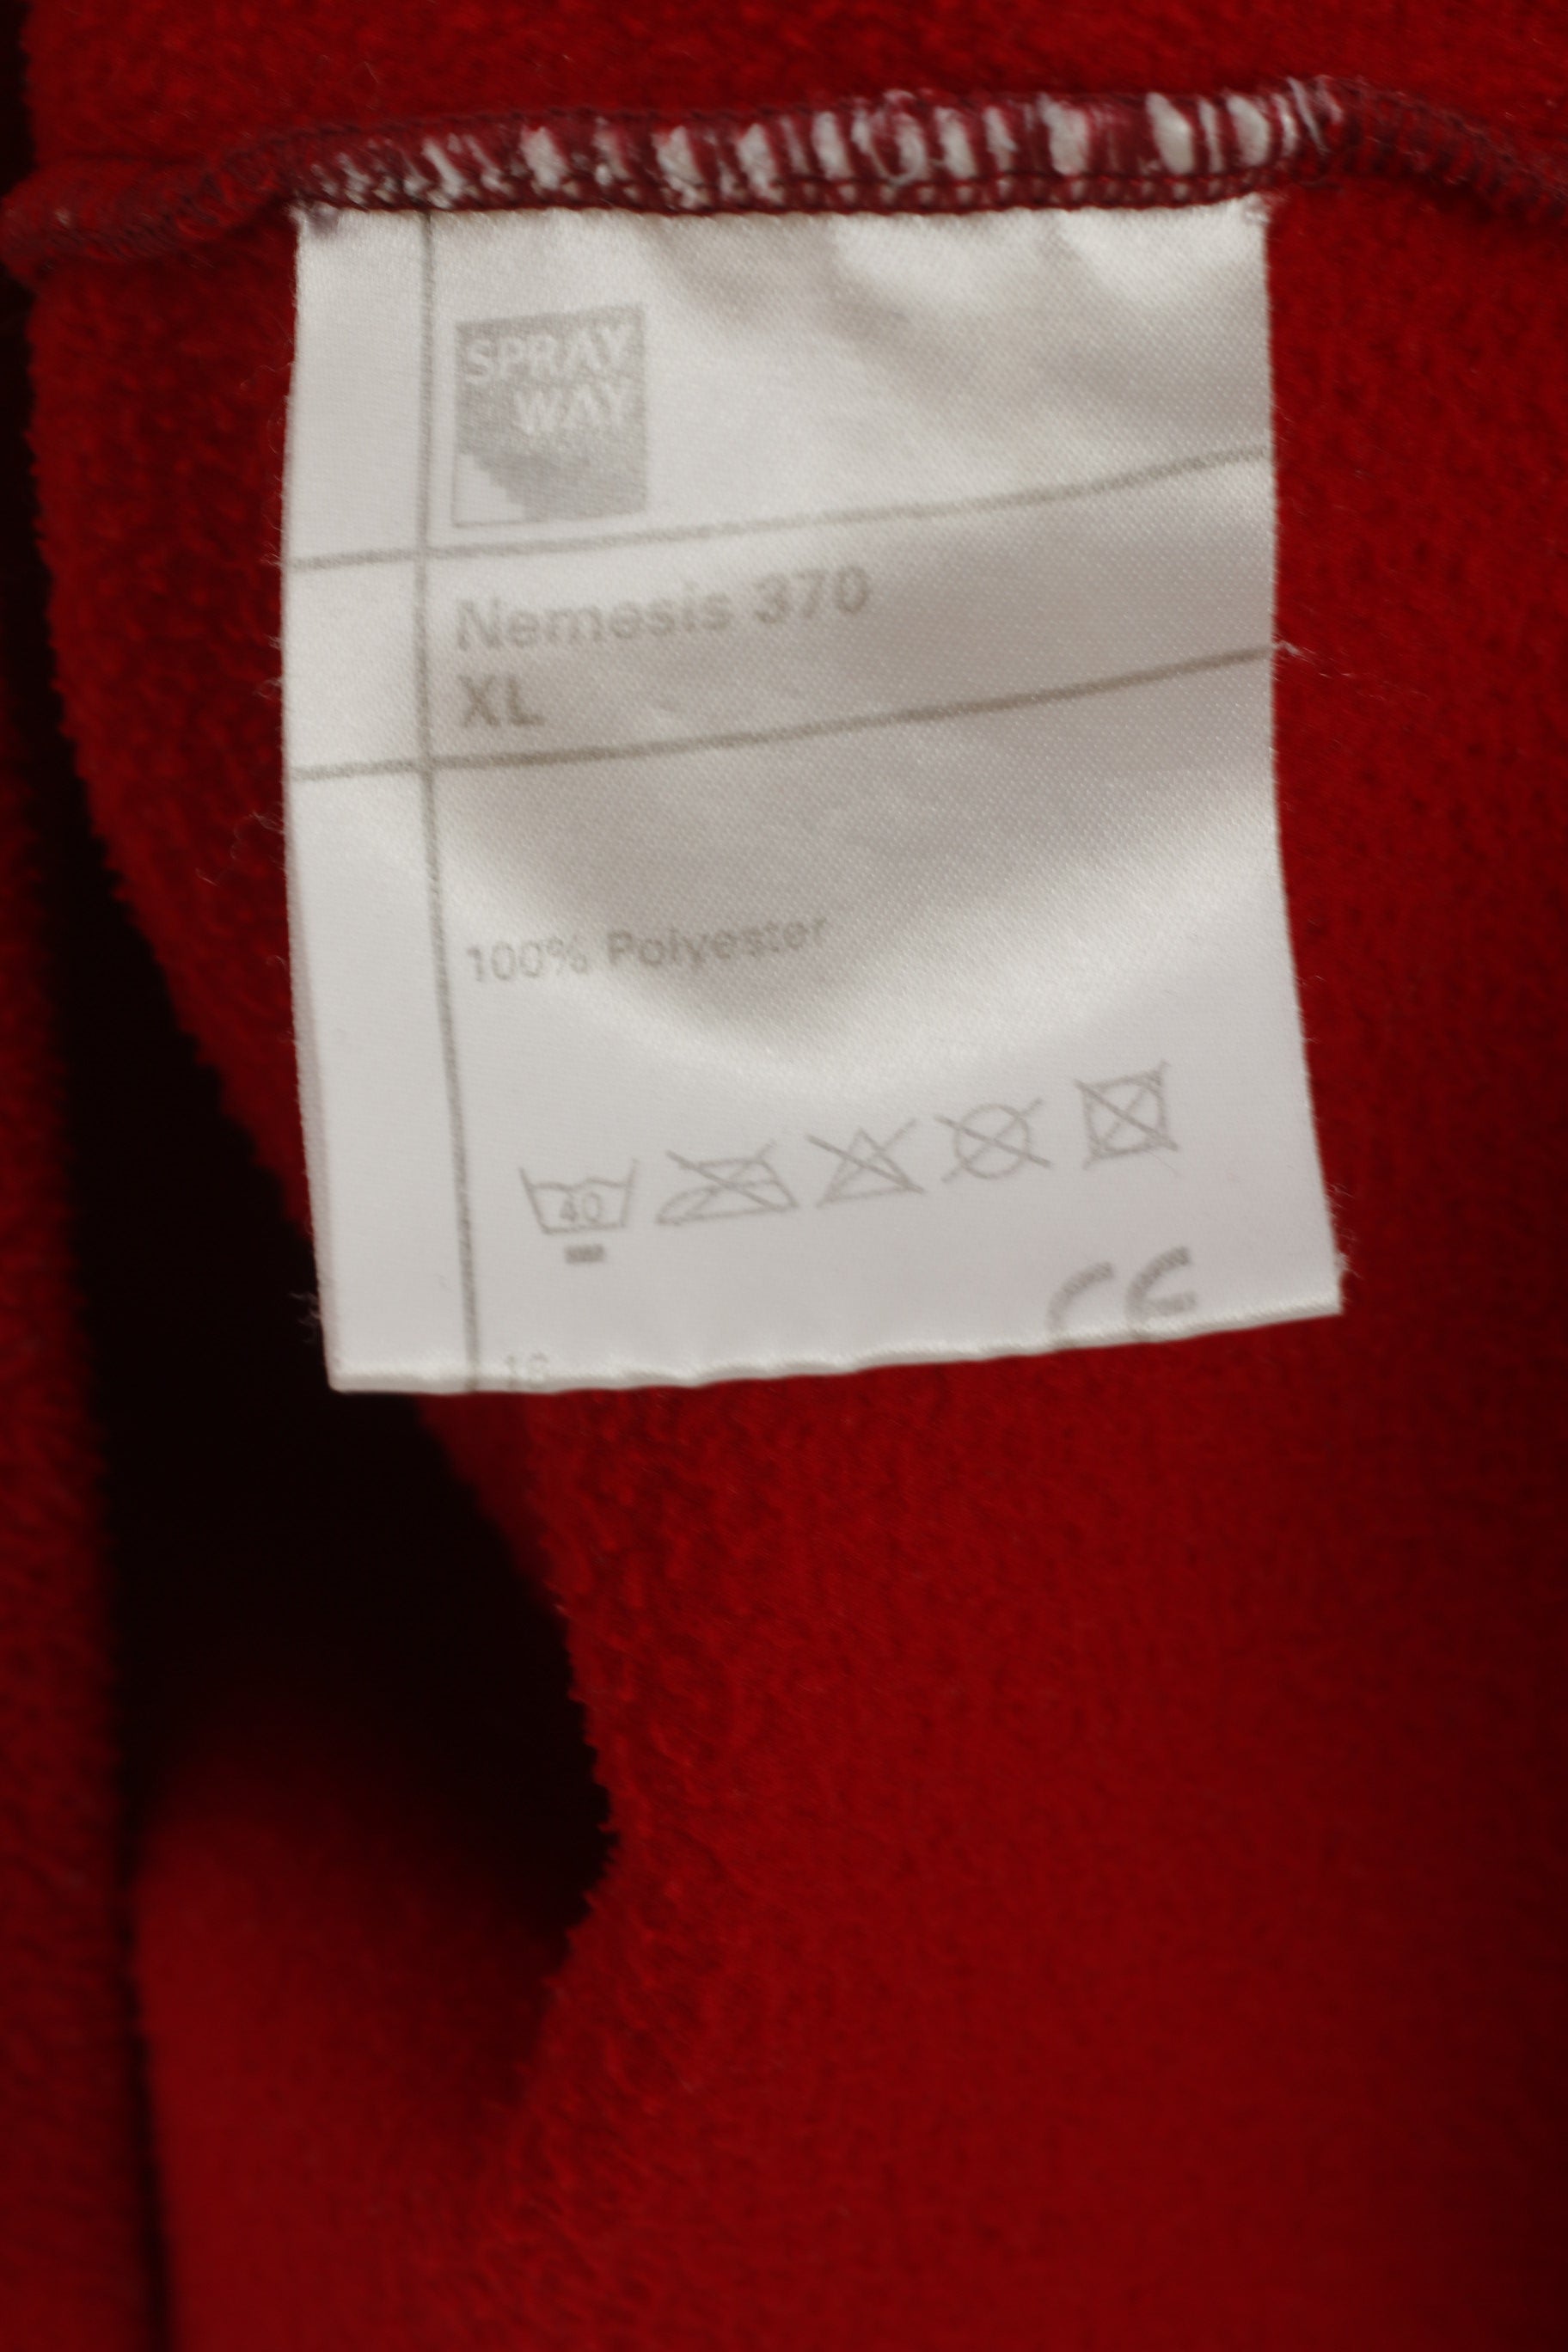 SPRAY
WAY
Nemesis 370
XL
100% Polyester
40
CE